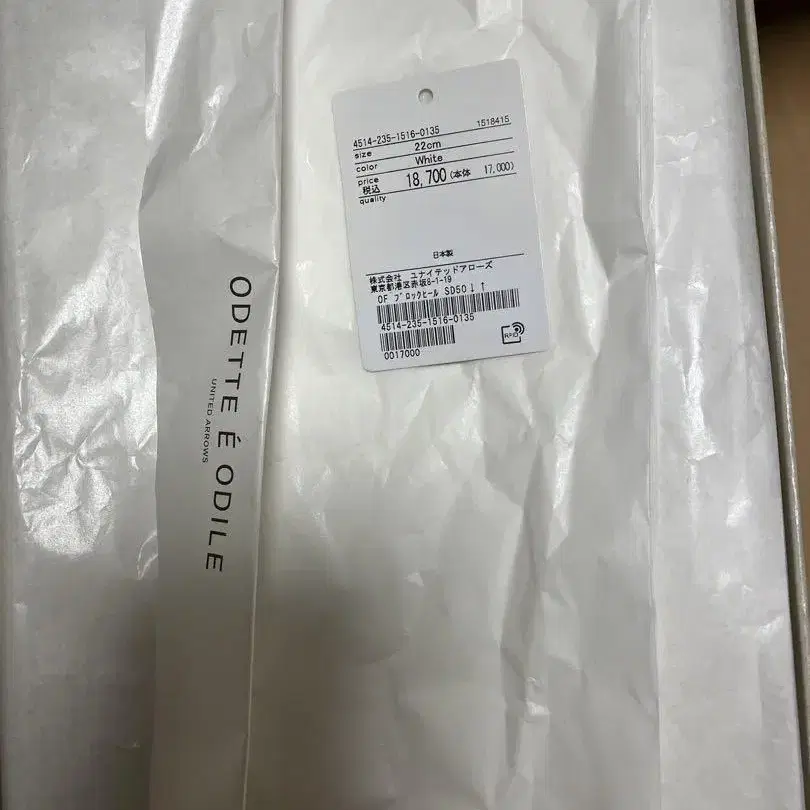 4514-235-1516-0135 1518415
size 22cm
color White
price
税込 18,700(本体 17,000)
quality
日本製
株式会社 ユナイテッドアローズ
東京都港区赤坂8-1-19
OF ブロックヒール SD50↓↑
4514-235-1516-0135
0017000
RFID
ODETTE É ODILE
UNITED ARROWS